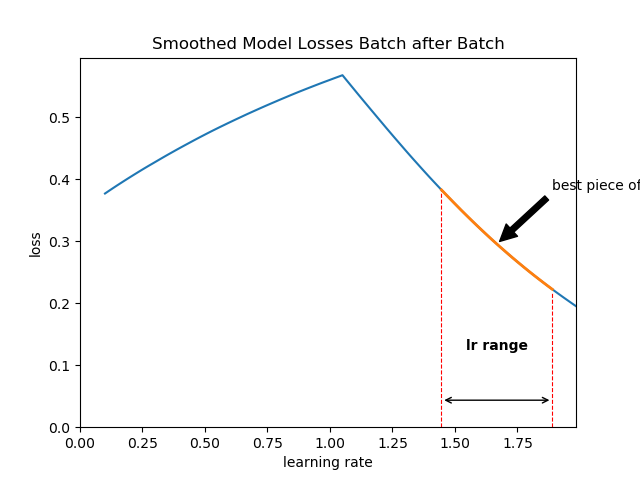 Smoothed Model Losses Batch after Batch
0.5
0.4
0.3
0.2
0.1
0.0
loss
best piece of
lr range
0.00 0.25 0.50 0.75 1.00 1.25 1.50 1.75
learning rate